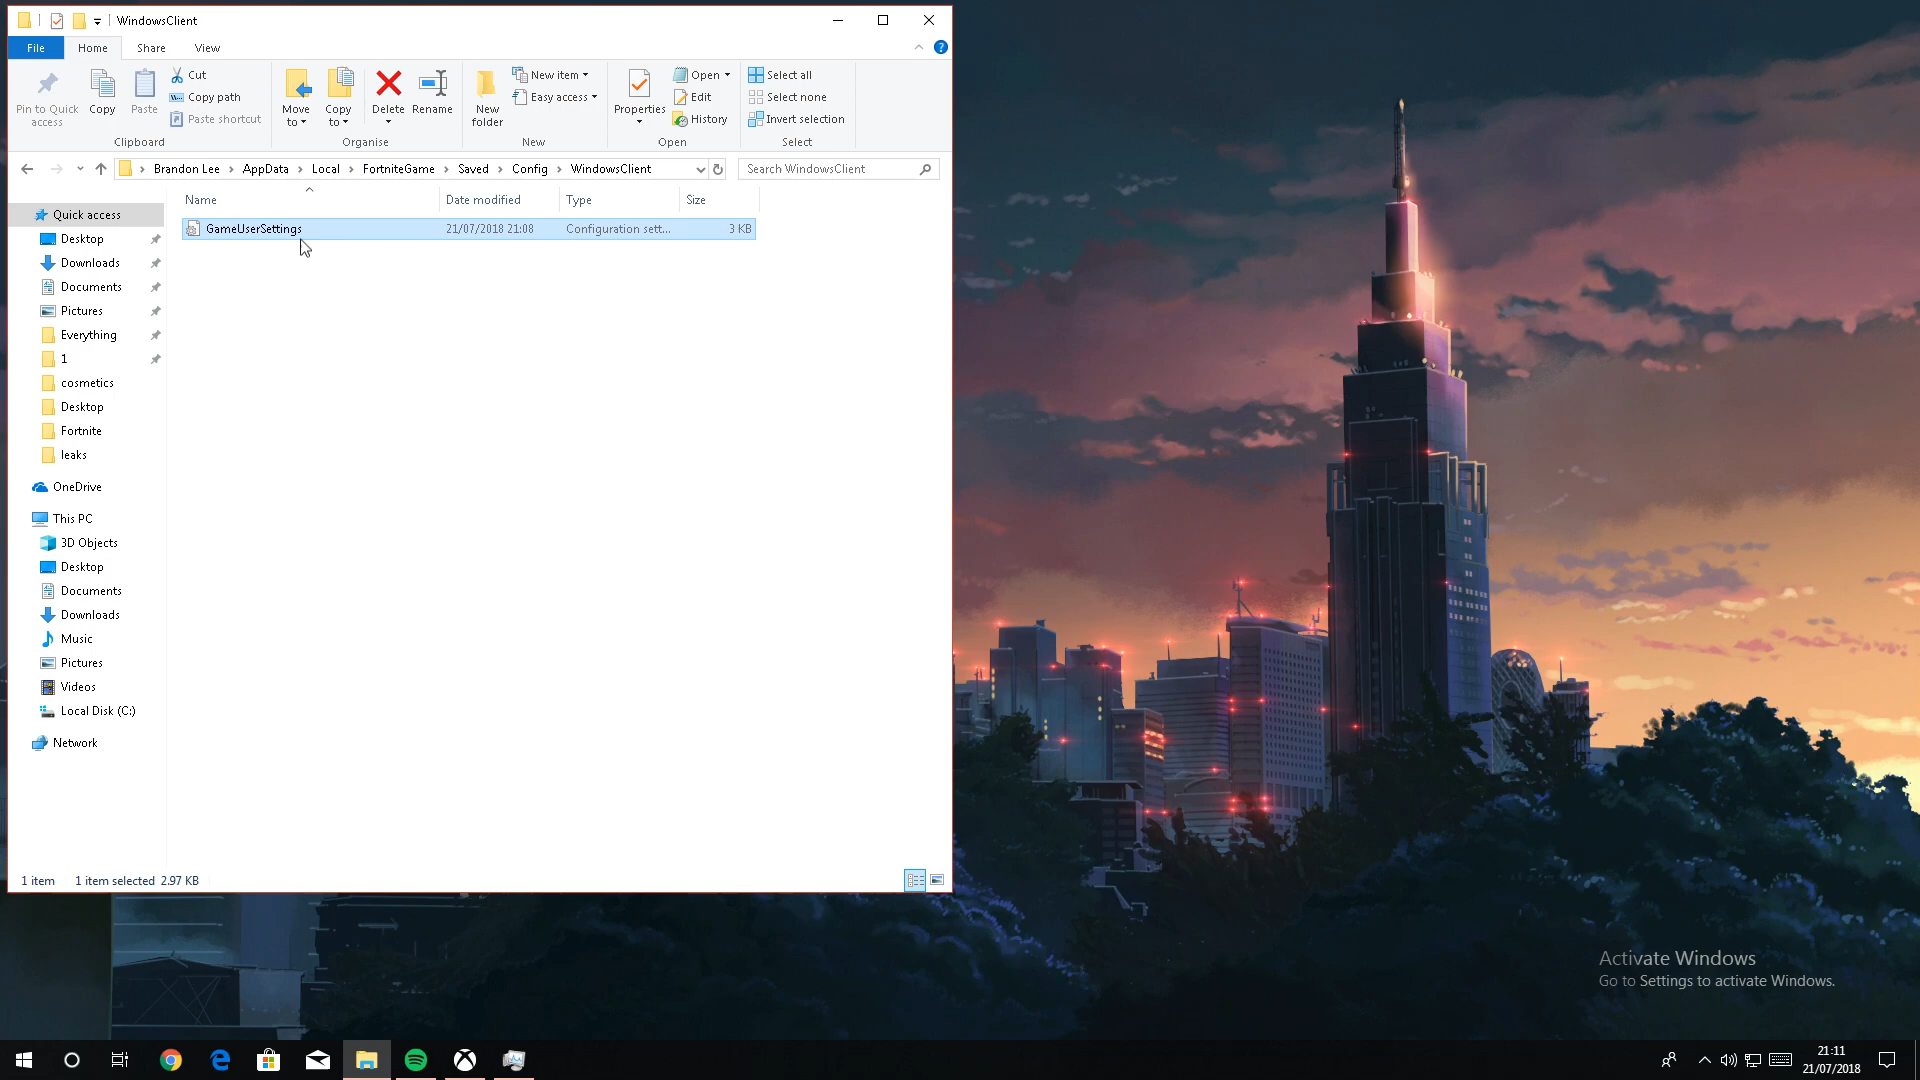 WindowsClient
File Home Share View
Pin to Quick access
Copy
Paste
Cut
Copy path
Paste shortcut
Clipboard
Move to
Copy to
Delete
Rename
Organise
New folder
New item
Easy access
New
Properties
Open
Edit
History
Open
Select all
Select none
Invert selection
Select
Brandon Lee > AppData > Local > FortniteGame > Saved > Config > WindowsClient
Search WindowsClient
Name Date modified Type Size
GameUserSettings 21/07/2018 21:08 Configuration sett... 3 KB
Quick access
Desktop
Downloads
Documents
Pictures
Everything
1
cosmetics
Desktop
Fortnite
leaks
OneDrive
This PC
3D Objects
Desktop
Documents
Downloads
Music
Pictures
Videos
Local Disk (C:)
Network
1 item 1 item selected 2.97 KB
Activate Windows
Go to Settings to activate Windows.
21:11
21/07/2018